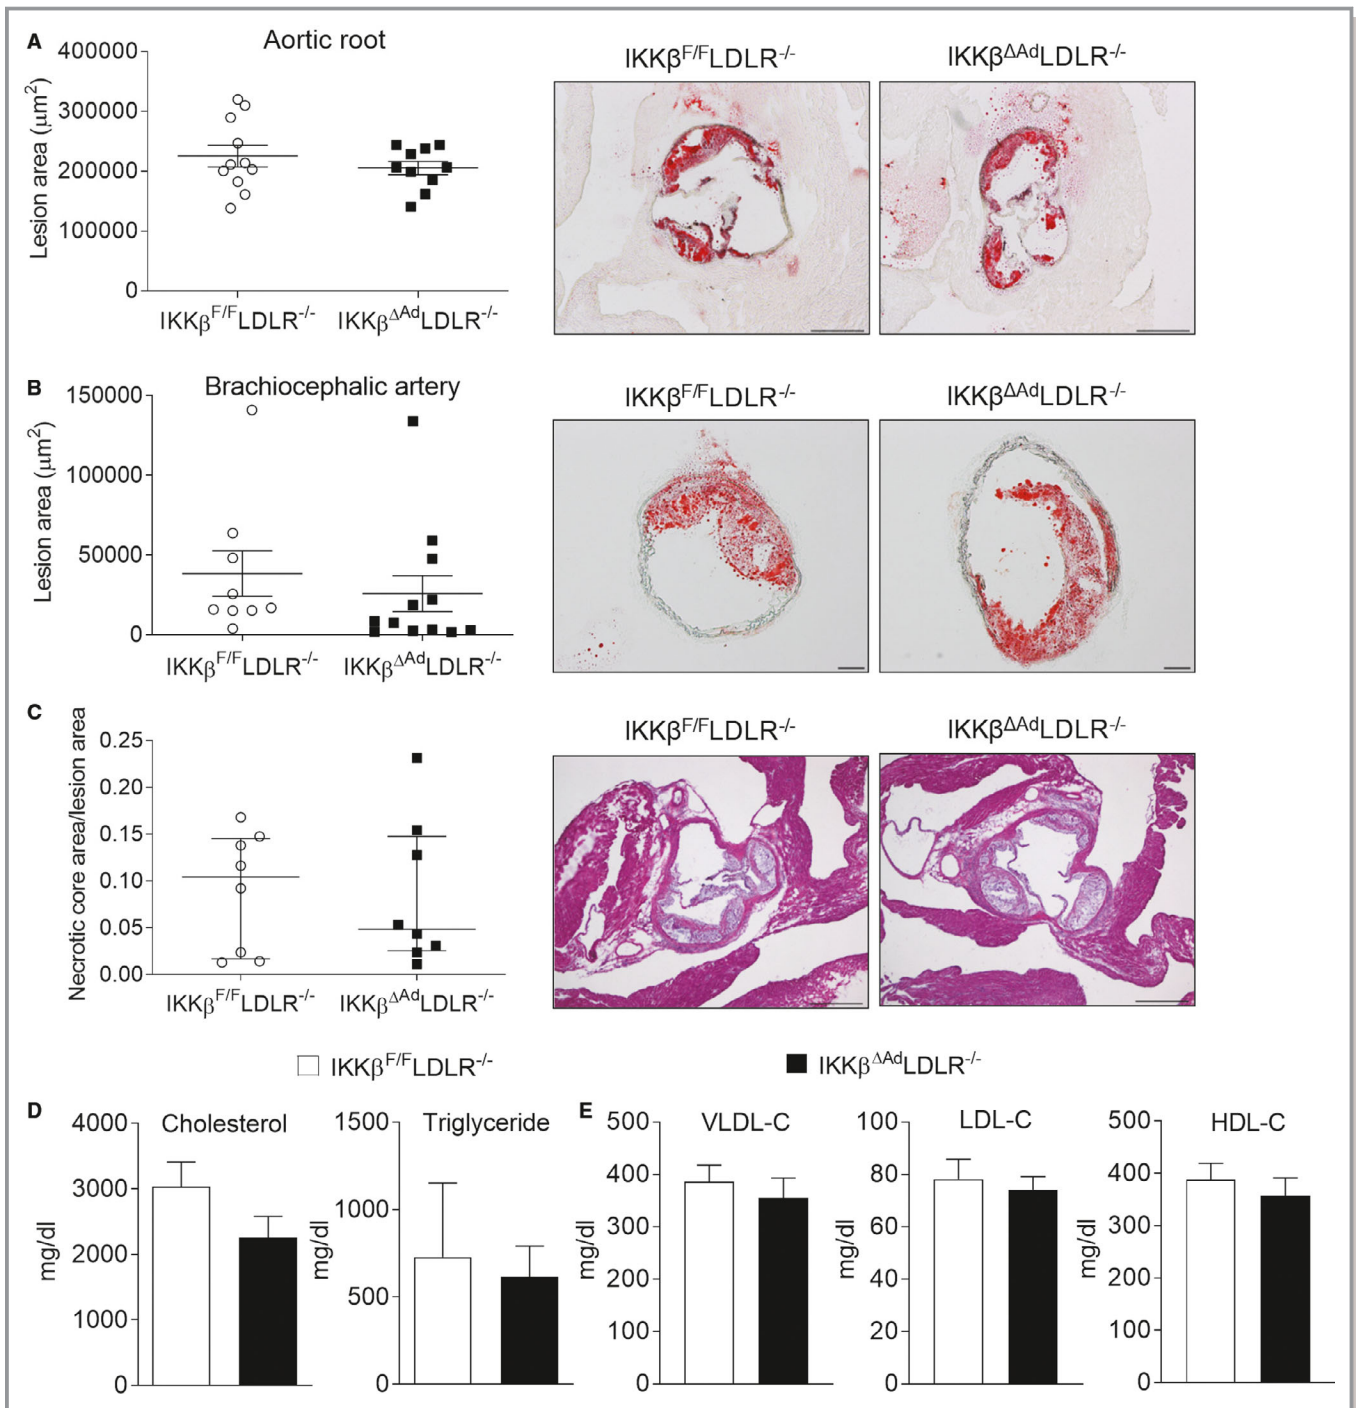 A
Aortic root
Lesion area (μm²)
400000
300000
200000
100000
0
IKKβF/FLDLR-/-
IKKβΔAdLDLR-/-
IKKβF/FLDLR-/-
IKKβΔAdLDLR-/-
B
Brachiocephalic artery
Lesion area (μm²)
150000
100000
50000
0
IKKβF/FLDLR-/-
IKKβΔAdLDLR-/-
IKKβF/FLDLR-/-
IKKβΔAdLDLR-/-
C
Necrotic core area/lesion area
0.25
0.20
0.15
0.10
0.05
0.00
IKKβF/FLDLR-/-
IKKβΔAdLDLR-/-
IKKβF/FLDLR-/-
IKKβΔAdLDLR-/-
IKKβF/FLDLR-/-
IKKβΔAdLDLR-/-
D
Cholesterol
mg/dl
4000
3000
2000
1000
0
Triglyceride
mg/dl
1500
1000
500
0
E
VLDL-C
mg/dl
500
400
300
200
100
0
LDL-C
mg/dl
100
80
60
40
20
0
HDL-C
mg/dl
500
400
300
200
100
0